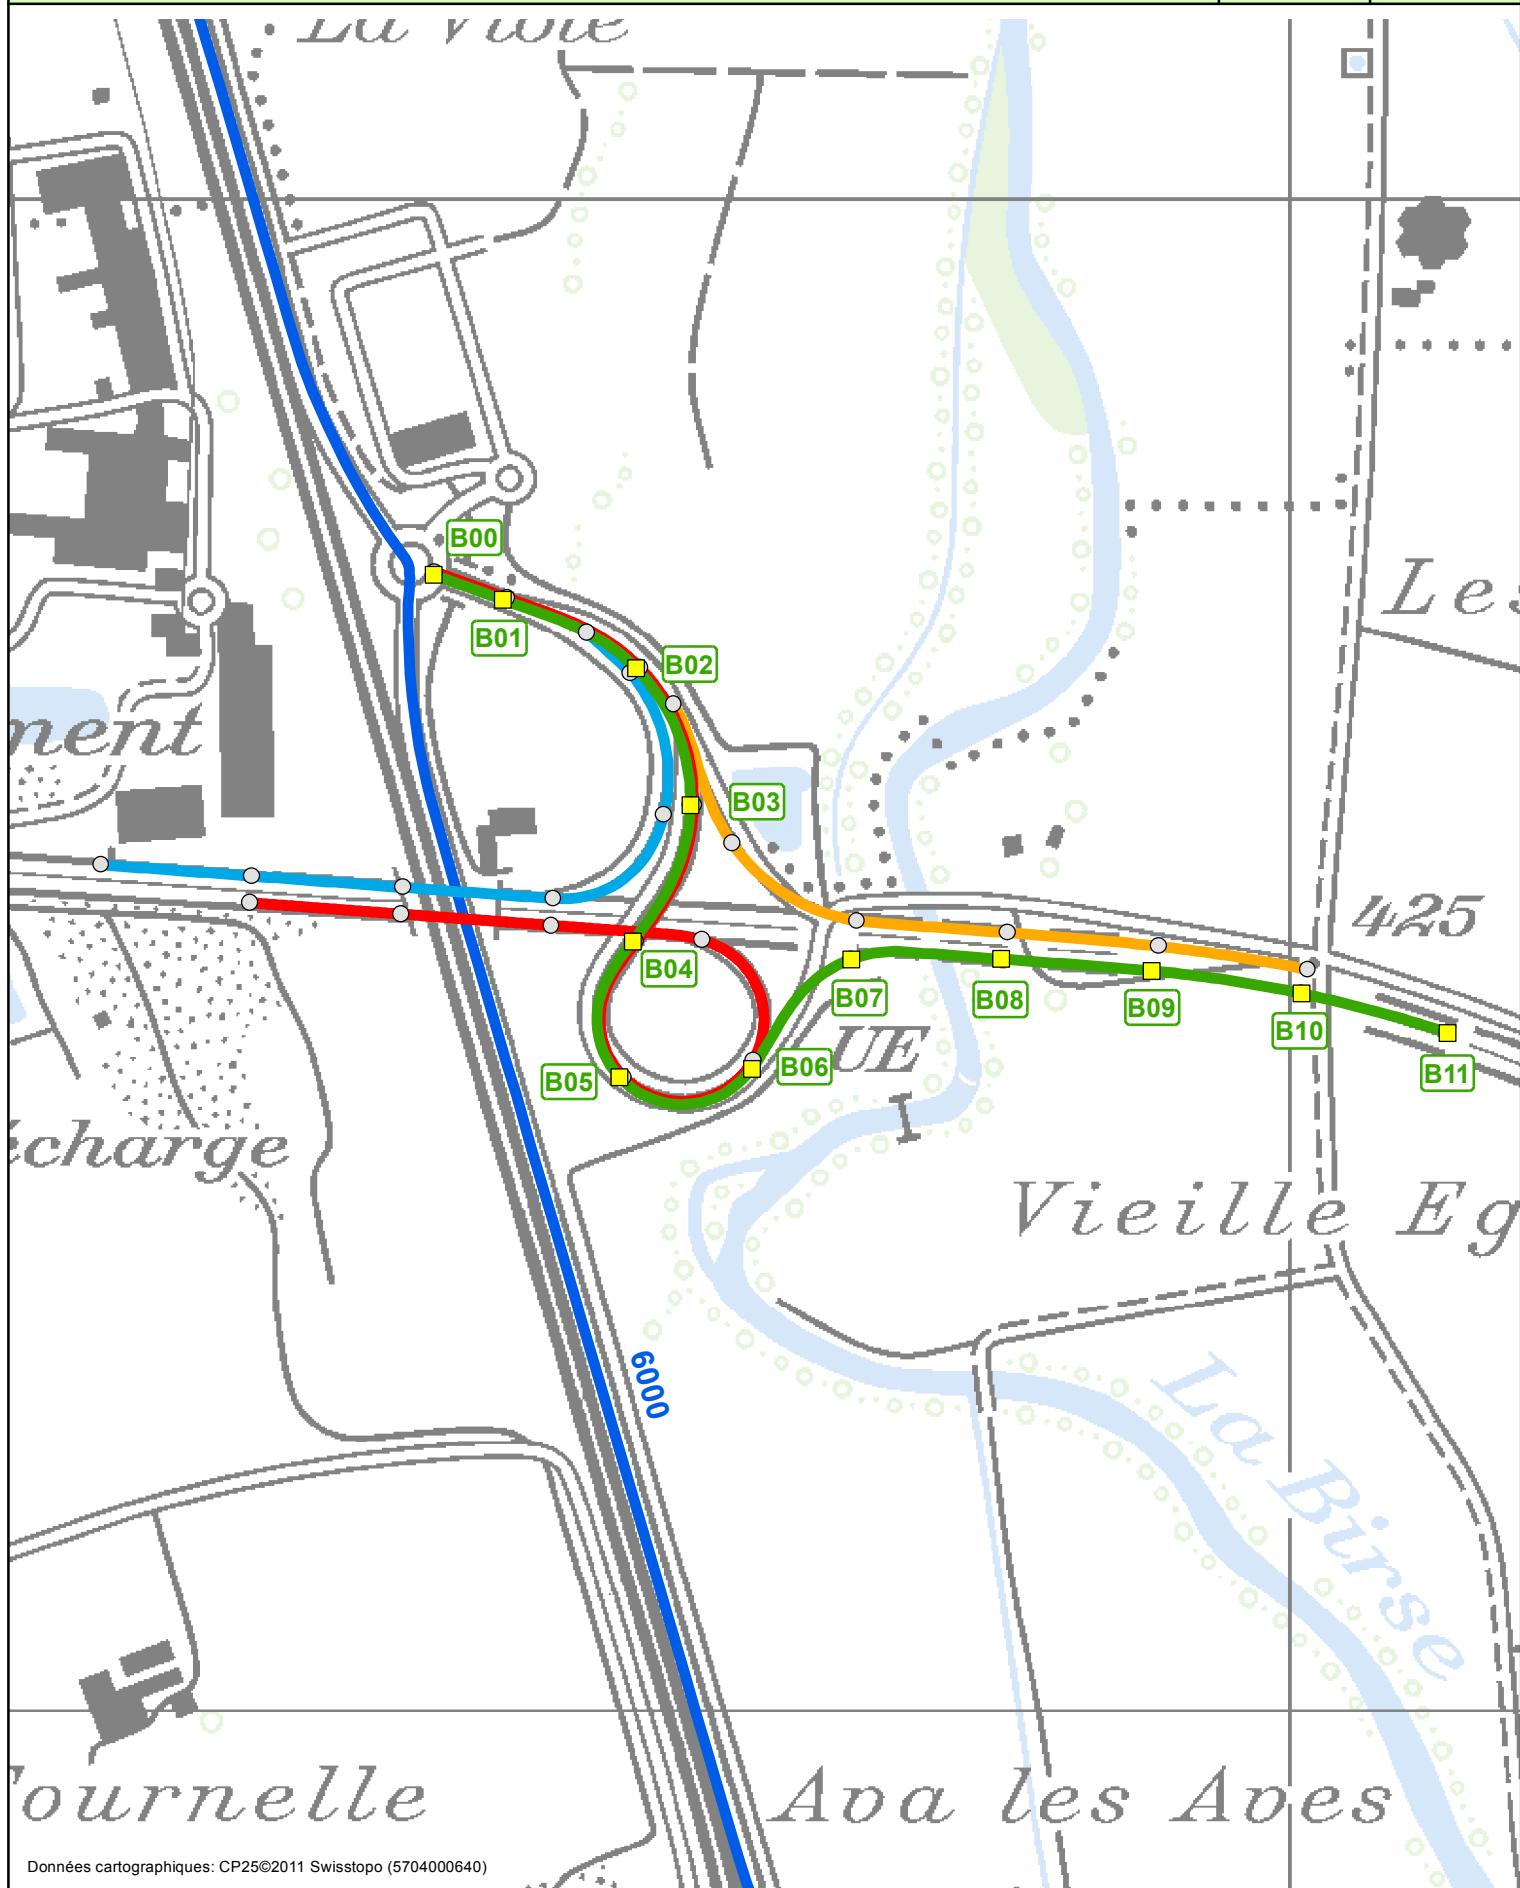 La Viole
B00
B01
B02
B03
B04
B05
B06
B07
B08
B09
B10
B11
Les
ment
425
UE
écharge
Vieille Eg
6000
La Birse
ournelle
Ava les Aves
Données cartographiques: CP25©2011 Swisstopo (5704000640)